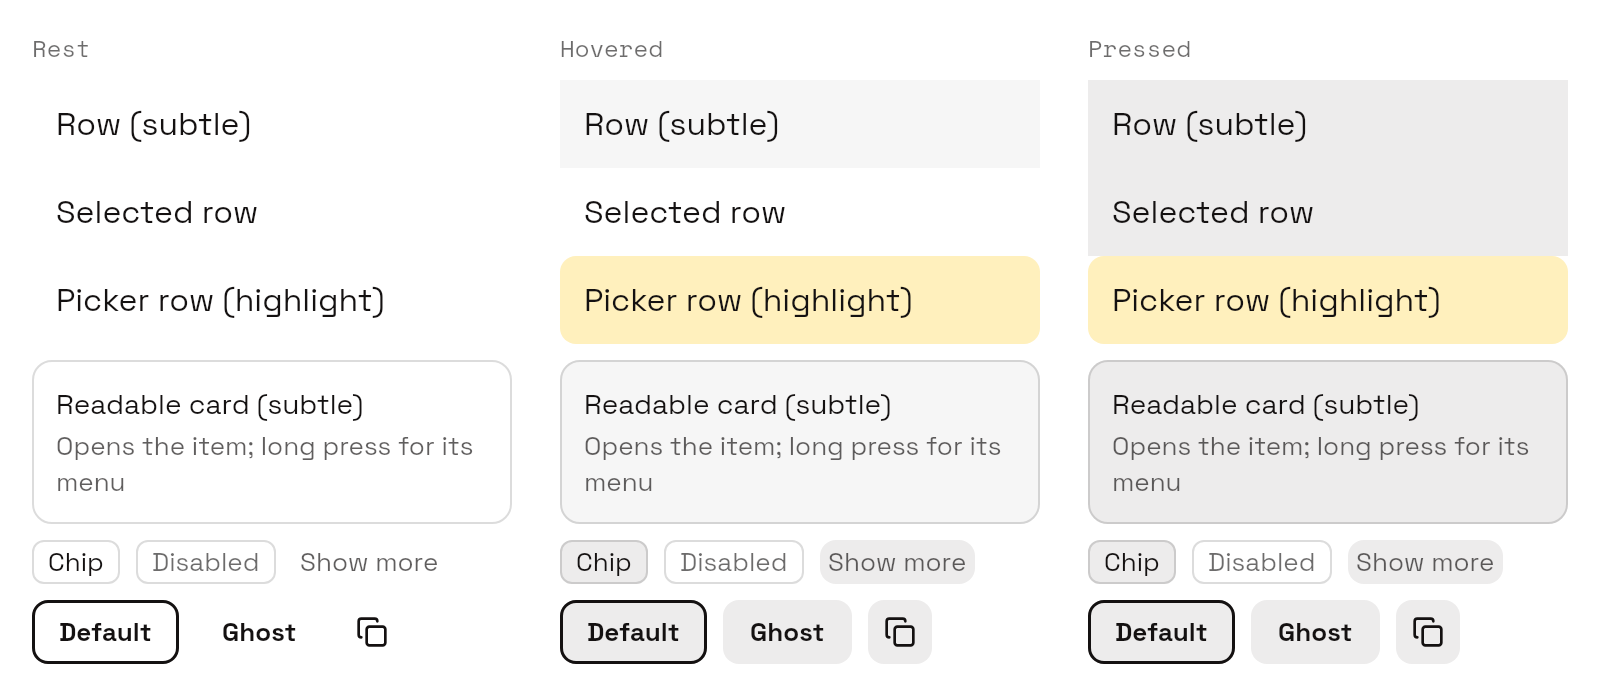 Rest
Row (subtle)
Selected row
Picker row (highlight)
Readable card (subtle)
Opens the item; long press for its
menu
Chip
Disabled
Show more
Default
Ghost
Hovered
Row (subtle)
Selected row
Picker row (highlight)
Readable card (subtle)
Opens the item; long press for its
menu
Chip
Disabled
Show more
Default
Ghost
Pressed
Row (subtle)
Selected row
Picker row (highlight)
Readable card (subtle)
Opens the item; long press for its
menu
Chip
Disabled
Show more
Default
Ghost